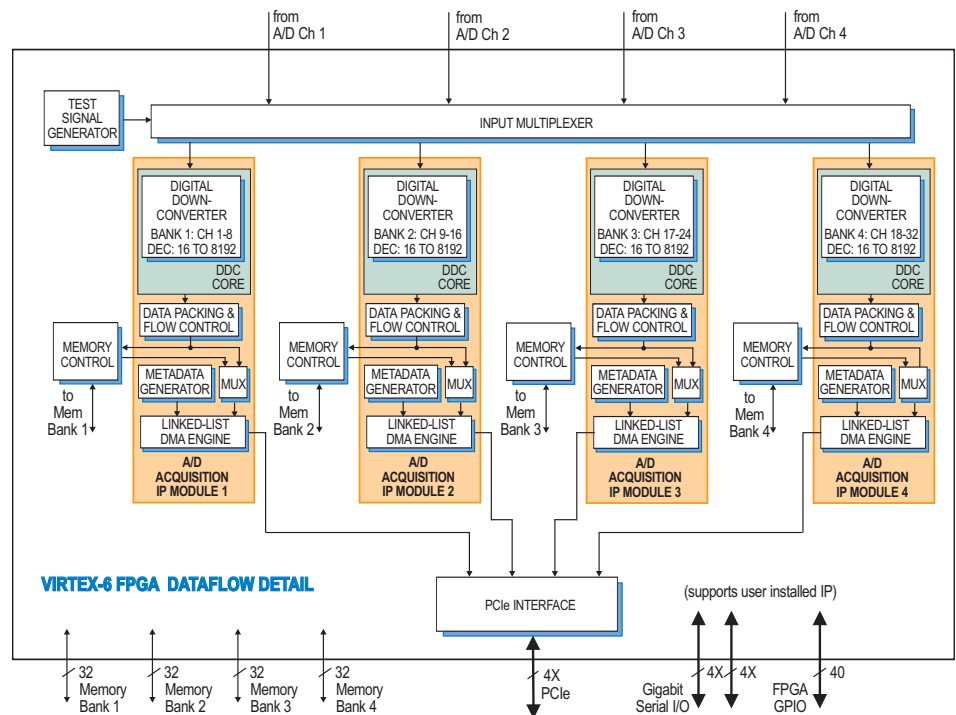 from
A/D Ch 1
from
A/D Ch 2
from
A/D Ch 3
from
A/D Ch 4
TEST
SIGNAL
GENERATOR
INPUT MULTIPLEXER
DIGITAL
DOWN-
CONVERTER
BANK 1: CH 1-8
DEC: 16 TO 8192
DDC
CORE
DATA PACKING &
FLOW CONTROL
MEMORY
CONTROL
METADATA
GENERATOR
MUX
to
Mem
Bank 1
LINKED-LIST
DMA ENGINE
A/D
ACQUISITION
IP MODULE 1
DIGITAL
DOWN-
CONVERTER
BANK 2: CH 9-16
DEC: 16 TO 8192
DDC
CORE
DATA PACKING &
FLOW CONTROL
MEMORY
CONTROL
METADATA
GENERATOR
MUX
to
Mem
Bank 2
LINKED-LIST
DMA ENGINE
A/D
ACQUISITION
IP MODULE 2
DIGITAL
DOWN-
CONVERTER
BANK 3: CH 17-24
DEC: 16 TO 8192
DDC
CORE
DATA PACKING &
FLOW CONTROL
MEMORY
CONTROL
METADATA
GENERATOR
MUX
to
Mem
Bank 3
LINKED-LIST
DMA ENGINE
A/D
ACQUISITION
IP MODULE 3
DIGITAL
DOWN-
CONVERTER
BANK 4: CH 18-32
DEC: 16 TO 8192
DDC
CORE
DATA PACKING &
FLOW CONTROL
MEMORY
CONTROL
METADATA
GENERATOR
MUX
to
Mem
Bank 4
LINKED-LIST
DMA ENGINE
A/D
ACQUISITION
IP MODULE 4
VIRTEX-6 FPGA DATAFLOW DETAIL
PCIe INTERFACE
(supports user installed IP)
32
Memory
Bank 1
32
Memory
Bank 2
32
Memory
Bank 3
32
Memory
Bank 4
4X
PCIe
4X
4X
Gigabit
Serial I/O
40
FPGA
GPIO